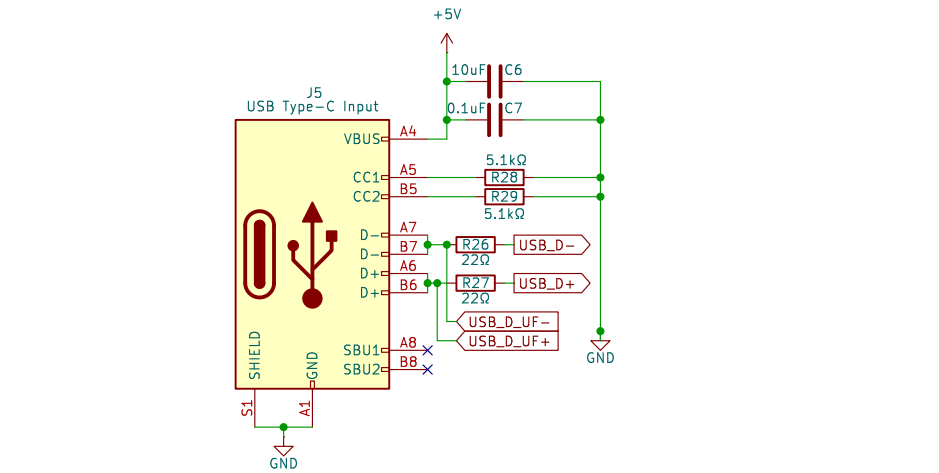 +5V
10uF C6
0.1uF C7
J5
USB Type-C Input
VBUS A4
5.1kΩ
CC1 A5 R28
CC2 B5 R29
5.1kΩ
D- A7
R26 USB_D-
D- B7
22Ω
D+ A6
R27 USB_D+
D+ B6
22Ω
USB_D_UF-
USB_D_UF+
SBU1 A8
SBU2 B8
GND
SHIELD
GND
S1
A1
GND